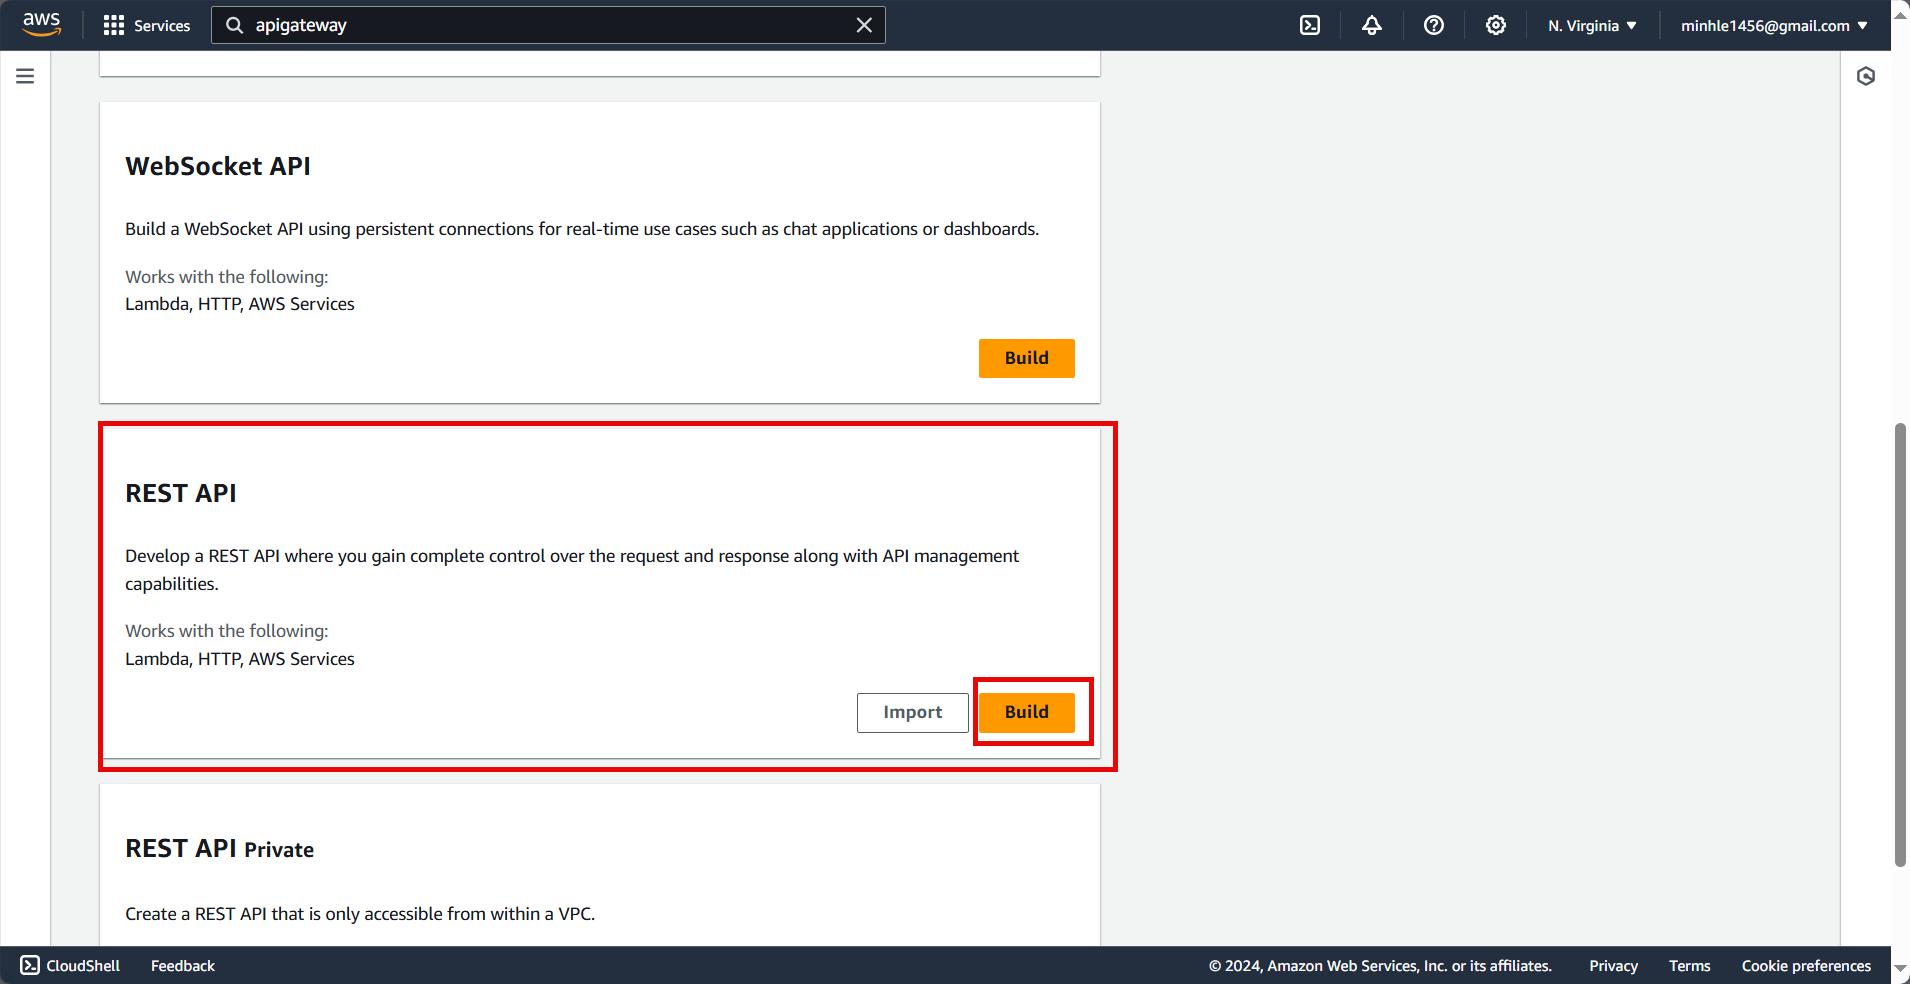 aws
Services
apigateway
N. Virginia
minhle1456@gmail.com
WebSocket API
Build a WebSocket API using persistent connections for real-time use cases such as chat applications or dashboards.
Works with the following:
Lambda, HTTP, AWS Services
Build
REST API
Develop a REST API where you gain complete control over the request and response along with API management
capabilities.
Works with the following:
Lambda, HTTP, AWS Services
Import
Build
REST API Private
Create a REST API that is only accessible from within a VPC.
CloudShell
Feedback
© 2024, Amazon Web Services, Inc. or its affiliates.
Privacy
Terms
Cookie preferences